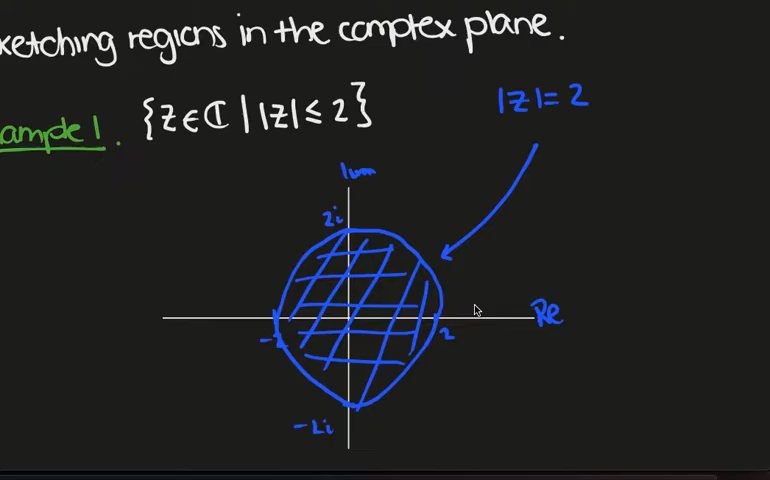 ketching regions in the complex plane.
ample 1. {z∈ℂ | |z| ≤ 2}
|z| = 2
Im
2i
Re
-2
2
-2i